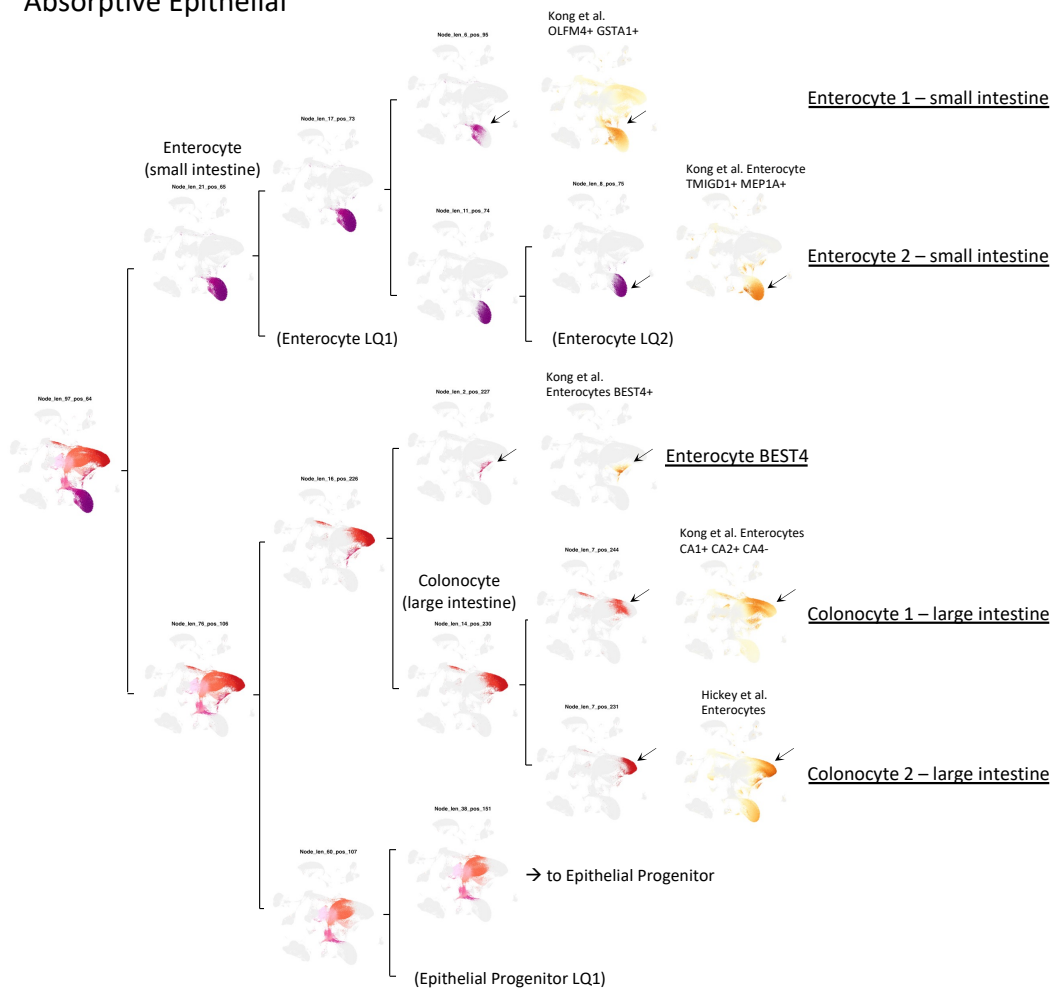 Absorptive Epithelial
Node_len_6_pos_95
Kong et al.
OLFM4+ GSTA1+
Enterocyte 1 – small intestine
Node_len_17_pos_73
Enterocyte
(small intestine)
Node_len_21_pos_65
Kong et al. Enterocyte
TMIGD1+ MEP1A+
Node_len_8_pos_75
Node_len_11_pos_74
Enterocyte 2 – small intestine
(Enterocyte LQ1)
(Enterocyte LQ2)
Kong et al.
Enterocytes BEST4+
Node_len_2_pos_227
Node_len_97_pos_64
Enterocyte BEST4
Node_len_16_pos_226
Kong et al. Enterocytes
CA1+ CA2+ CA4-
Node_len_7_pos_244
Colonocyte
(large intestine)
Colonocyte 1 – large intestine
Node_len_76_pos_106
Node_len_14_pos_230
Hickey et al.
Enterocytes
Node_len_7_pos_231
Colonocyte 2 – large intestine
Node_len_38_pos_151
Node_len_60_pos_107
→ to Epithelial Progenitor
(Epithelial Progenitor LQ1)